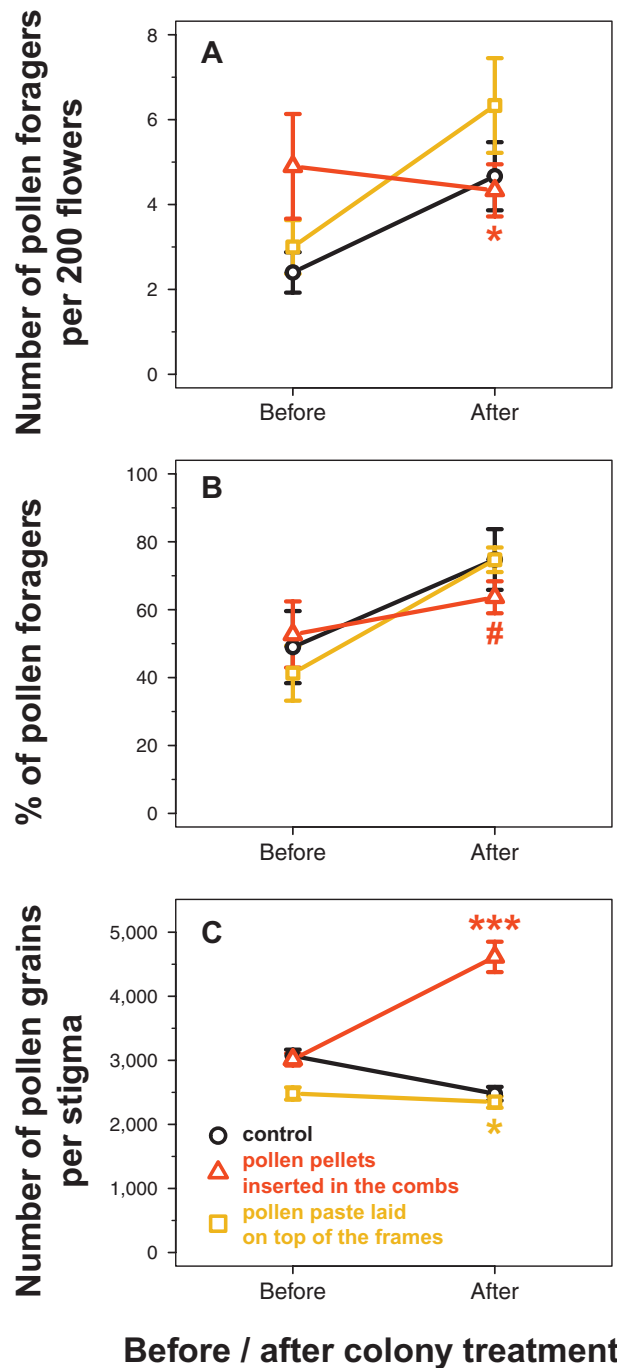 A
Number of pollen foragers
per 200 flowers
8
6
4
2
0
*
Before
After
B
% of pollen foragers
100
80
60
40
20
0
#
Before
After
C
Number of pollen grains
per stigma
5,000
4,000
3,000
2,000
1,000
0
***
*
control
pollen pellets
inserted in the combs
pollen paste laid
on top of the frames
Before
After
Before / after colony treatment